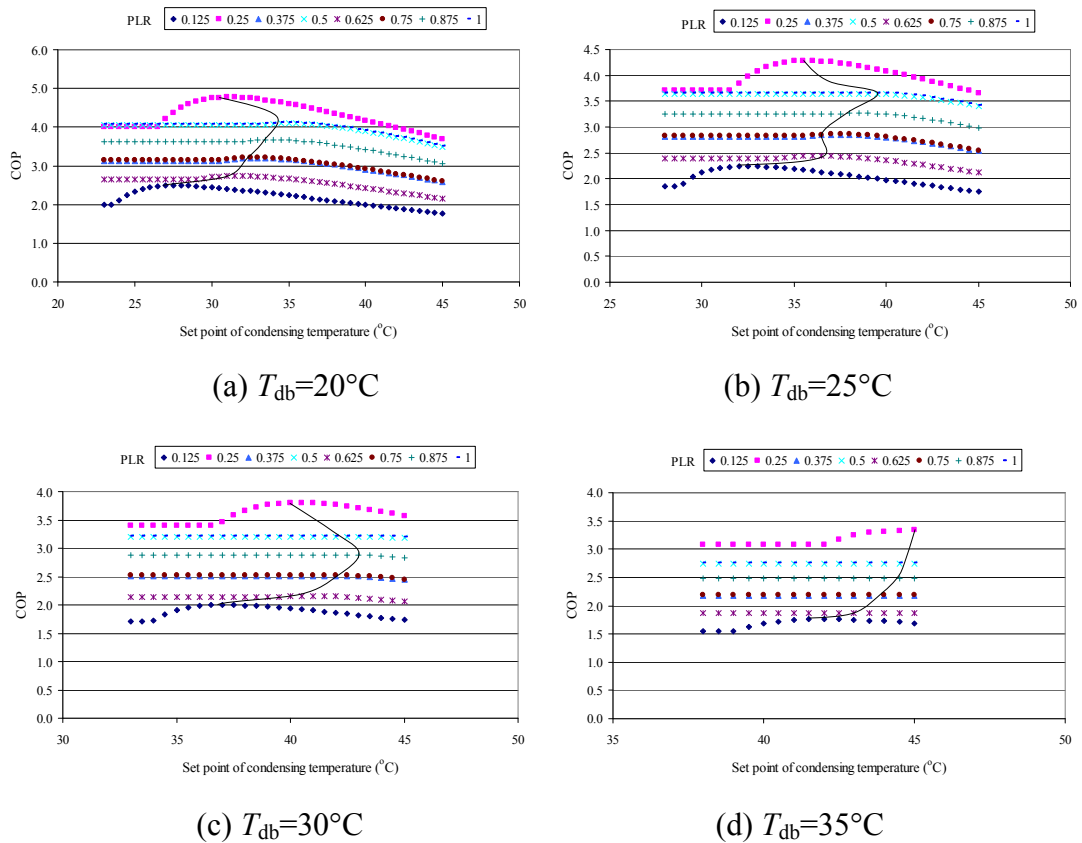 PLR 0.125 0.25 0.375 0.5 0.625 0.75 0.875 1
6.0
5.0
4.0
3.0
2.0
1.0
0.0
COP
20 25 30 35 40 45 50
Set point of condensing temperature (°C)
(a) Tdb=20°C
PLR 0.125 0.25 0.375 0.5 0.625 0.75 0.875 1
4.5
4.0
3.5
3.0
2.5
2.0
1.5
1.0
0.5
0.0
COP
25 30 35 40 45 50
Set point of condensing temperature (°C)
(b) Tdb=25°C
PLR 0.125 0.25 0.375 0.5 0.625 0.75 0.875 1
4.0
3.5
3.0
2.5
2.0
1.5
1.0
0.5
0.0
COP
30 35 40 45 50
Set point of condensing temperature (°C)
(c) Tdb=30°C
PLR 0.125 0.25 0.375 0.5 0.625 0.75 0.875 1
4.0
3.5
3.0
2.5
2.0
1.5
1.0
0.5
0.0
COP
35 40 45 50
Set point of condensing temperature (°C)
(d) Tdb=35°C